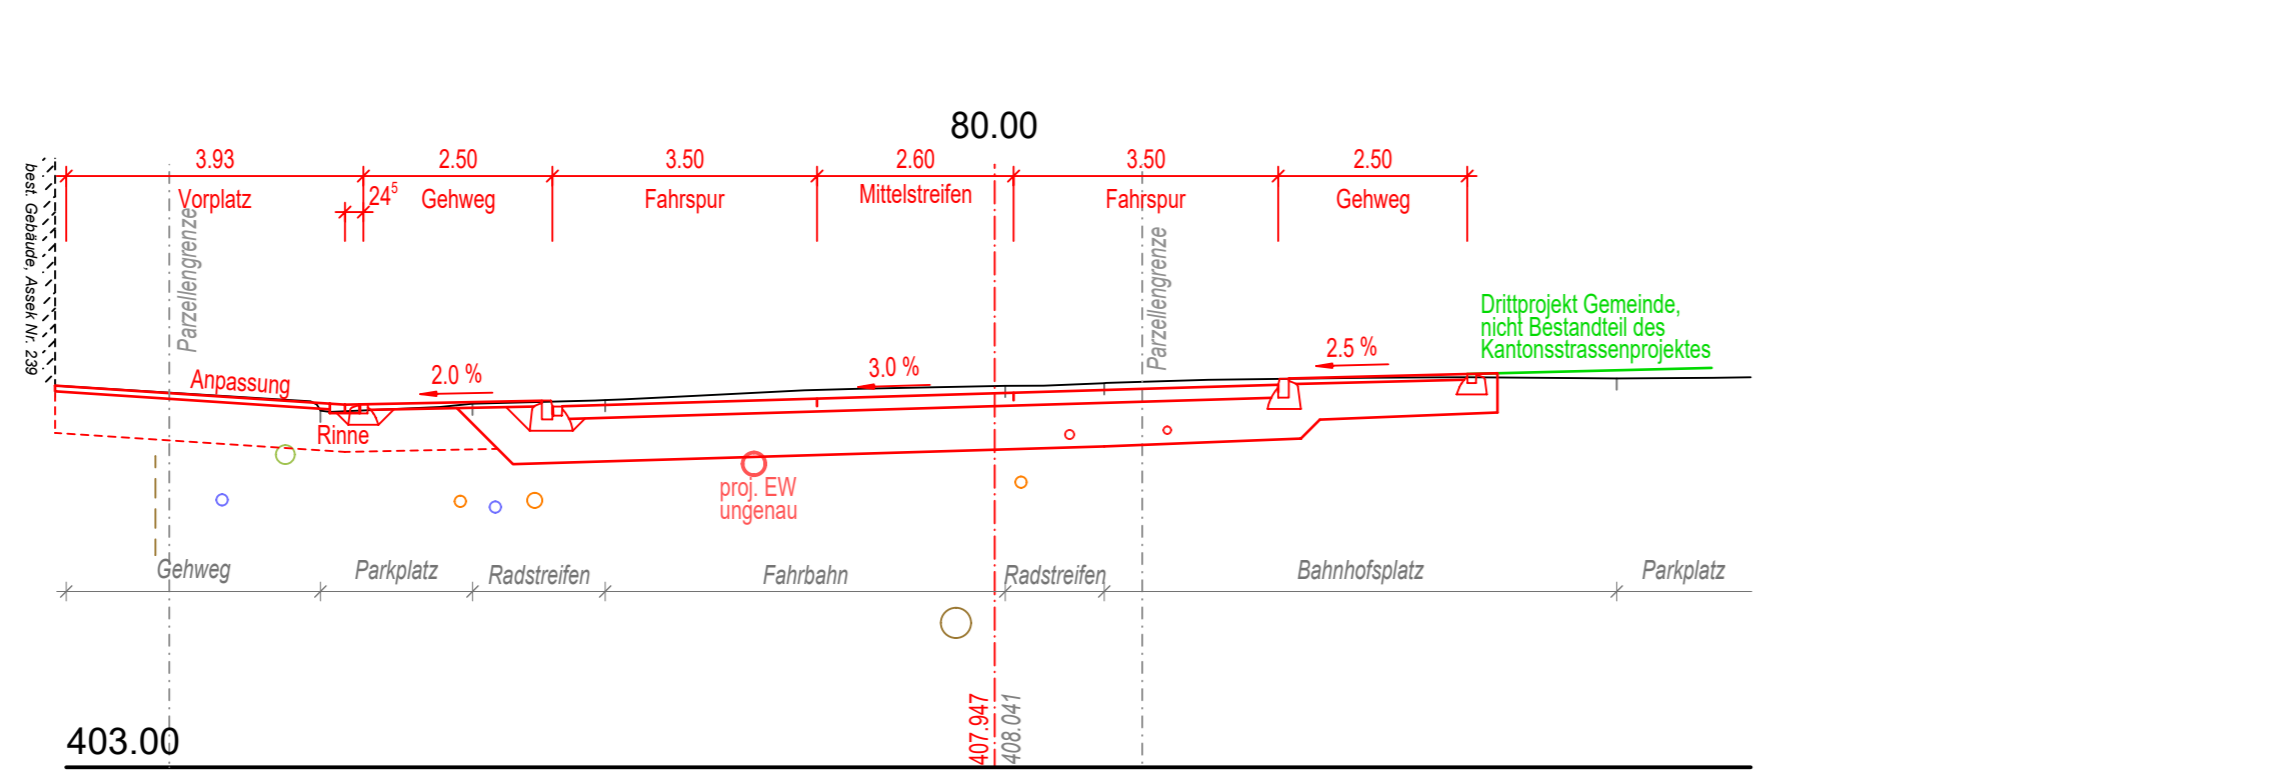 80.00
3.93
2.50
3.50
2.60
3.50
2.50
Vorplatz
24⁵
Gehweg
Fahrspur
Mittelstreifen
Fahrspur
Gehweg
best. Gebäude, Assek Nr. 239
Parzellengrenze
Parzellengrenze
Drittprojekt Gemeinde,
nicht Bestandteil des
Kantonsstrassenprojektes
Anpassung
2.0 %
3.0 %
2.5 %
Rinne
proj. EW
ungenau
Gehweg
Parkplatz
Radstreifen
Fahrbahn
Radstreifen
Bahnhofsplatz
Parkplatz
407.947
408.041
403.00